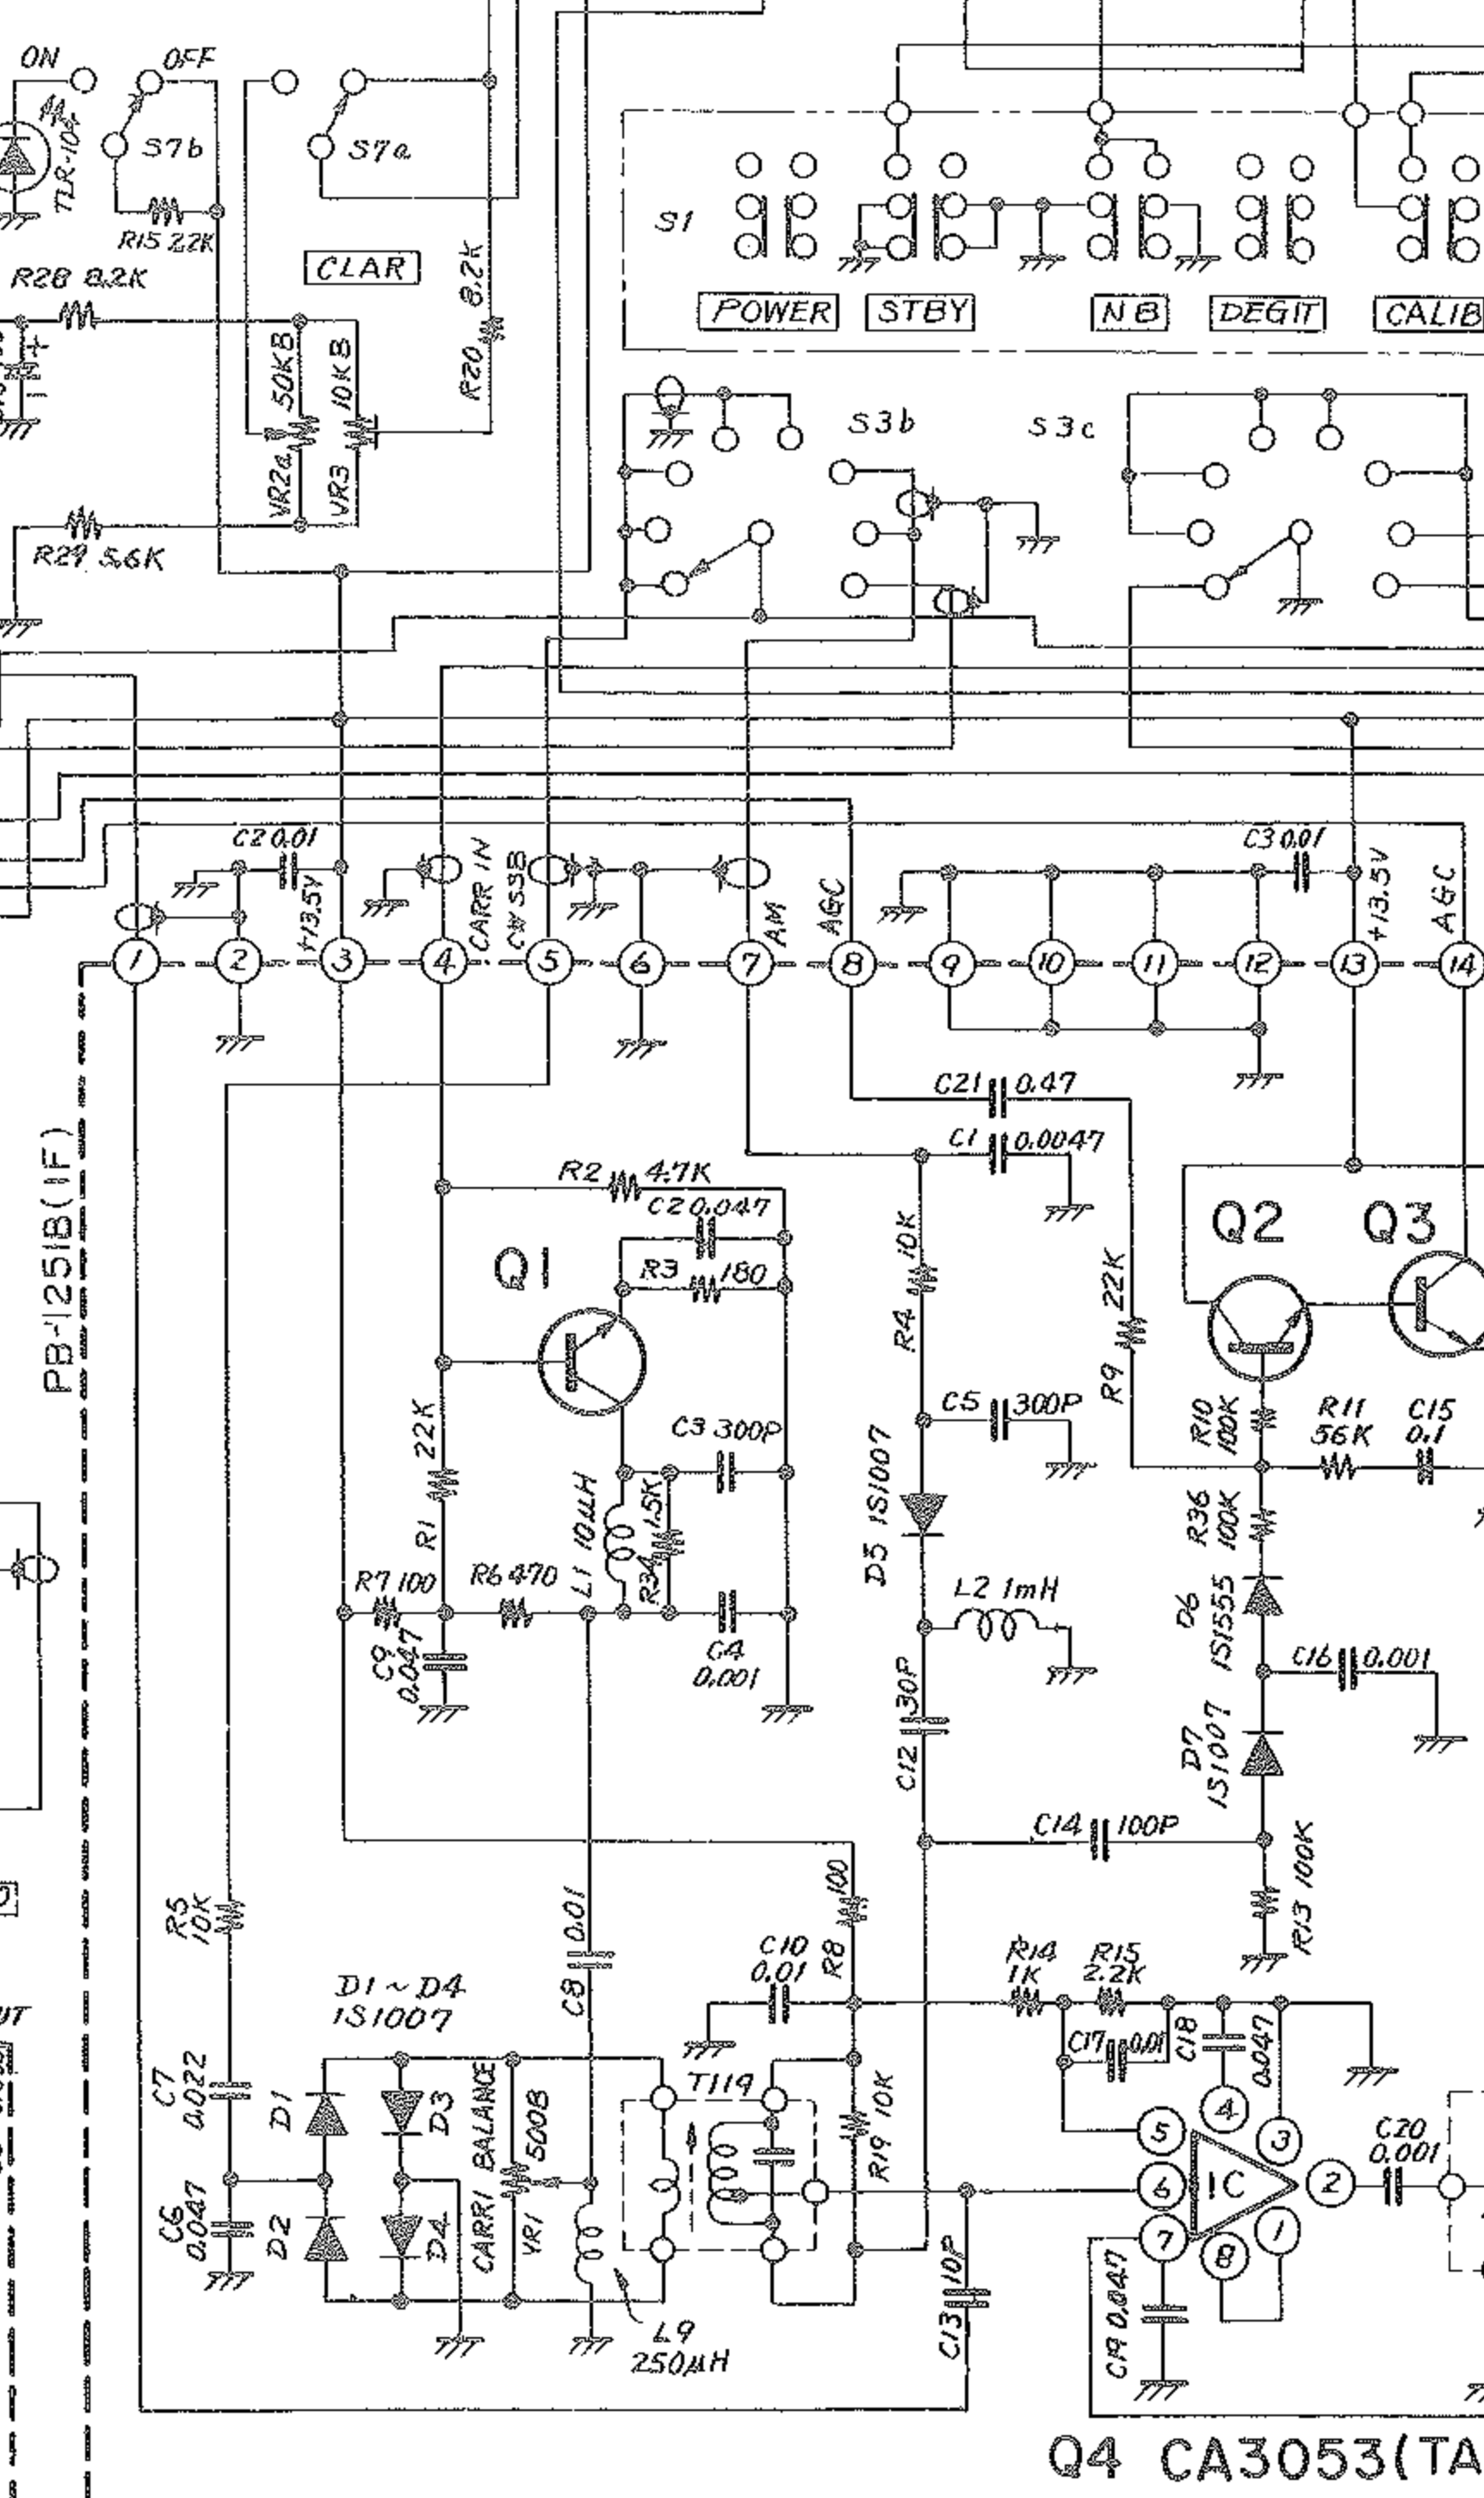 ON
OFF
TLR-104
S7b
S7a
R15 22K
CLAR
R28 8.2K
R20 8.2K
VR2a 50KB
VR3 10KB
R29 5.6K
S1
POWER
STBY
NB
DEGIT
CALIB
S3b
S3c
C2 0.01
+13.5V
CARR IN
CW SSB
AM
AGC
C3 0.01
+13.5V
AGC
1
2
3
4
5
6
7
8
9
10
11
12
13
14
PB-1251B(IF)
C21 0.47
C1 0.0047
R2 4.7K
C2 0.047
R3 180
Q1
R4 10K
R9 22K
Q2
Q3
C5 300P
R10
100K
R11
56K
C15
0.1
R1 22K
C3 300P
L1 10μH
R34 1.5K
D5 1S1007
R36
100K
R7 100
R6 470
C9
0.047
C4
0.001
L2 1mH
D6
1S1555
C16 0.001
C12 30P
D7
1S1007
C14 100P
R13 100K
R5
10K
C8 0.01
R8 100
C10
0.01
R14
1K
R15
2.2K
D1~D4
1S1007
C17 0.01
C18
0.047
C7
0.022
D1
D3
CARRI BALANCE
VR1 500B
T119
R19 10K
5
4
3
6
IC
2
7
8
1
C20
0.001
C6
0.047
D2
D4
L9
250μH
C13 10P
C19 0.047
Q4 CA3053(TA